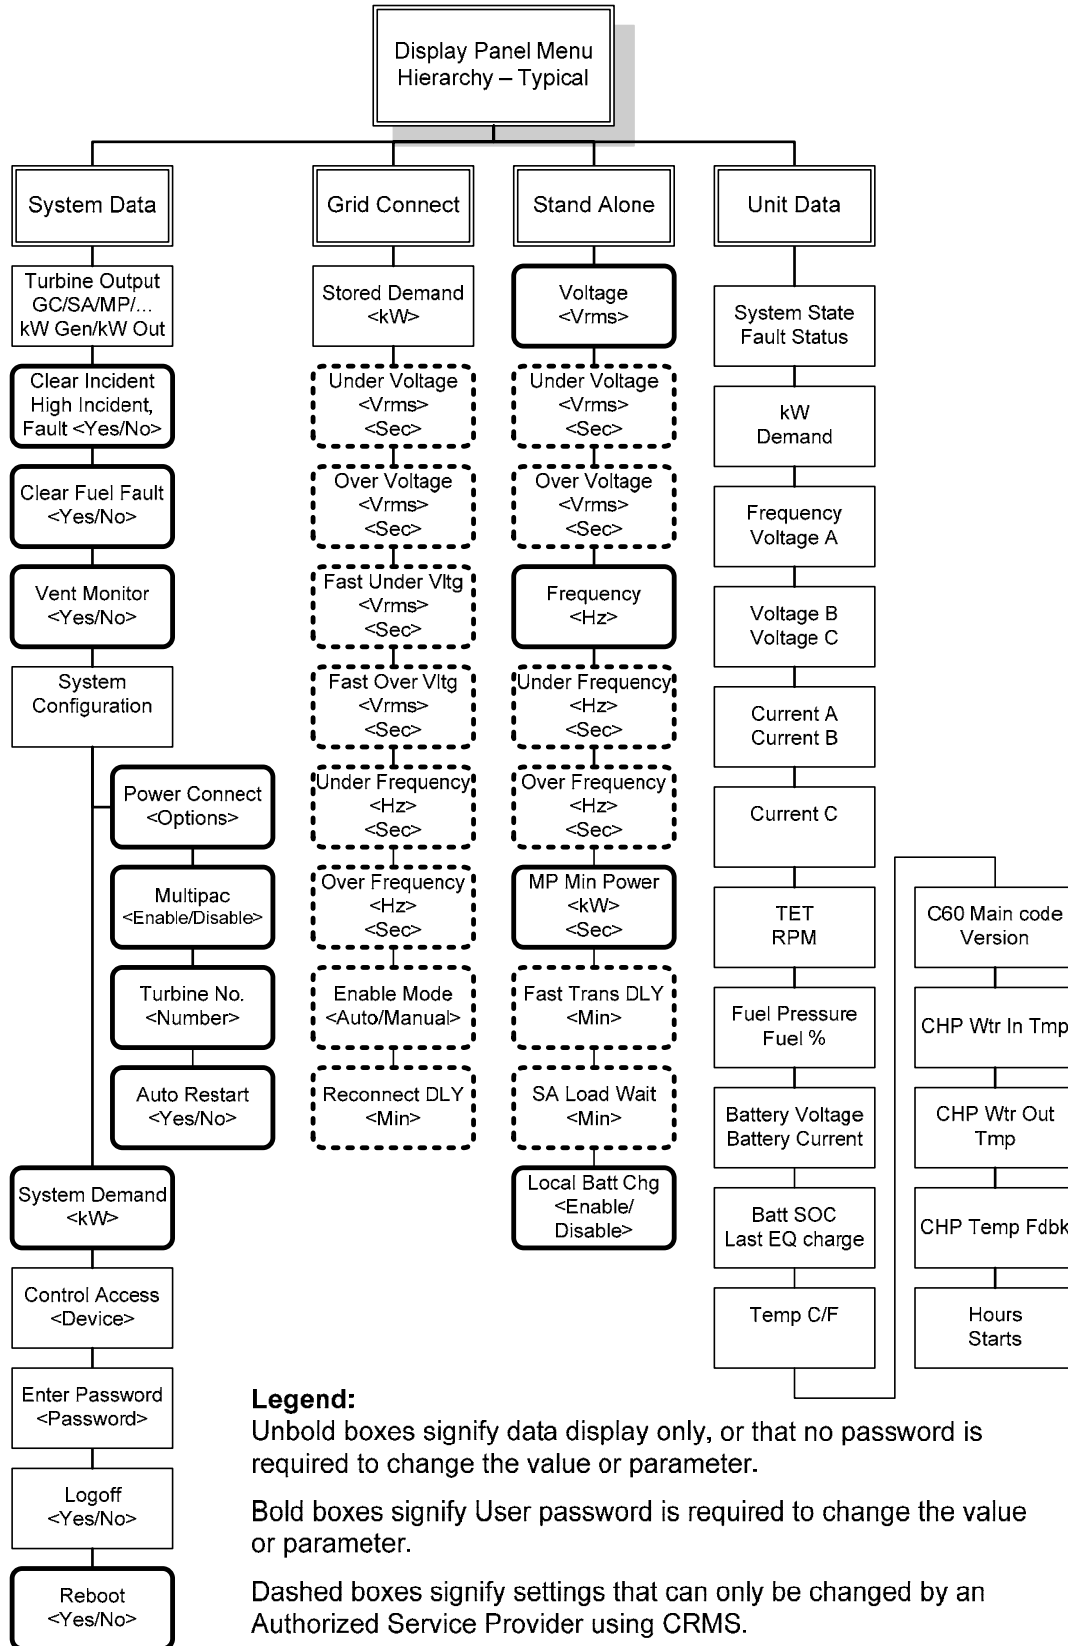 Display Panel Menu
Hierarchy – Typical
System Data
Turbine Output
GC/SA/MP/...
kW Gen/kW Out
Clear Incident
High Incident,
Fault <Yes/No>
Clear Fuel Fault
<Yes/No>
Vent Monitor
<Yes/No>
System
Configuration
Power Connect
<Options>
Multipac
<Enable/Disable>
Turbine No.
<Number>
Auto Restart
<Yes/No>
System Demand
<kW>
Control Access
<Device>
Enter Password
<Password>
Logoff
<Yes/No>
Reboot
<Yes/No>
Grid Connect
Stored Demand
<kW>
Under Voltage
<Vrms>
<Sec>
Over Voltage
<Vrms>
<Sec>
Fast Under Vltg
<Vrms>
<Sec>
Fast Over Vltg
<Vrms>
<Sec>
Under Frequency
<Hz>
<Sec>
Over Frequency
<Hz>
<Sec>
Enable Mode
<Auto/Manual>
Reconnect DLY
<Min>
Stand Alone
Voltage
<Vrms>
Under Voltage
<Vrms>
<Sec>
Over Voltage
<Vrms>
<Sec>
Frequency
<Hz>
Under Frequency
<Hz>
<Sec>
Over Frequency
<Hz>
<Sec>
MP Min Power
<kW>
<Sec>
Fast Trans DLY
<Min>
SA Load Wait
<Min>
Local Batt Chg
<Enable/
Disable>
Unit Data
System State
Fault Status
kW
Demand
Frequency
Voltage A
Voltage B
Voltage C
Current A
Current B
Current C
TET
RPM
Fuel Pressure
Fuel %
Battery Voltage
Battery Current
Batt SOC
Last EQ charge
Temp C/F
C60 Main code
Version
CHP Wtr In Tmp
CHP Wtr Out
Tmp
CHP Temp Fdbk
Hours
Starts
Legend:
Unbold boxes signify data display only, or that no password is
required to change the value or parameter.
Bold boxes signify User password is required to change the value
or parameter.
Dashed boxes signify settings that can only be changed by an
Authorized Service Provider using CRMS.